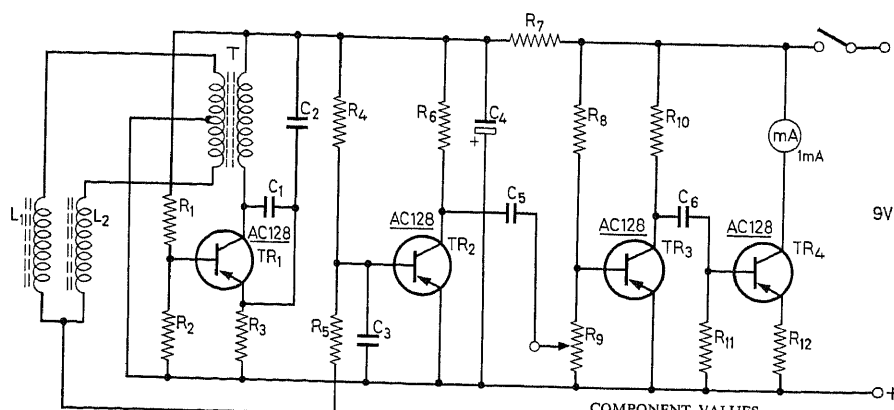 R7
T
R4
R6
C4
+
C2
R8
R10
mA
1mA
L1
L2
R1
C1
AC128
TR1
C5
AC128
TR2
AC128
TR3
C6
AC128
TR4
9V
R2
R3
R5
C3
R9
R11
R12
+
COMPONENT VALUES